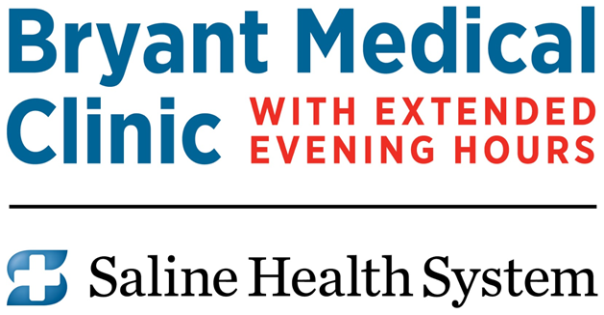 Bryant Medical
Clinic WITH EXTENDED
EVENING HOURS
Saline Health System